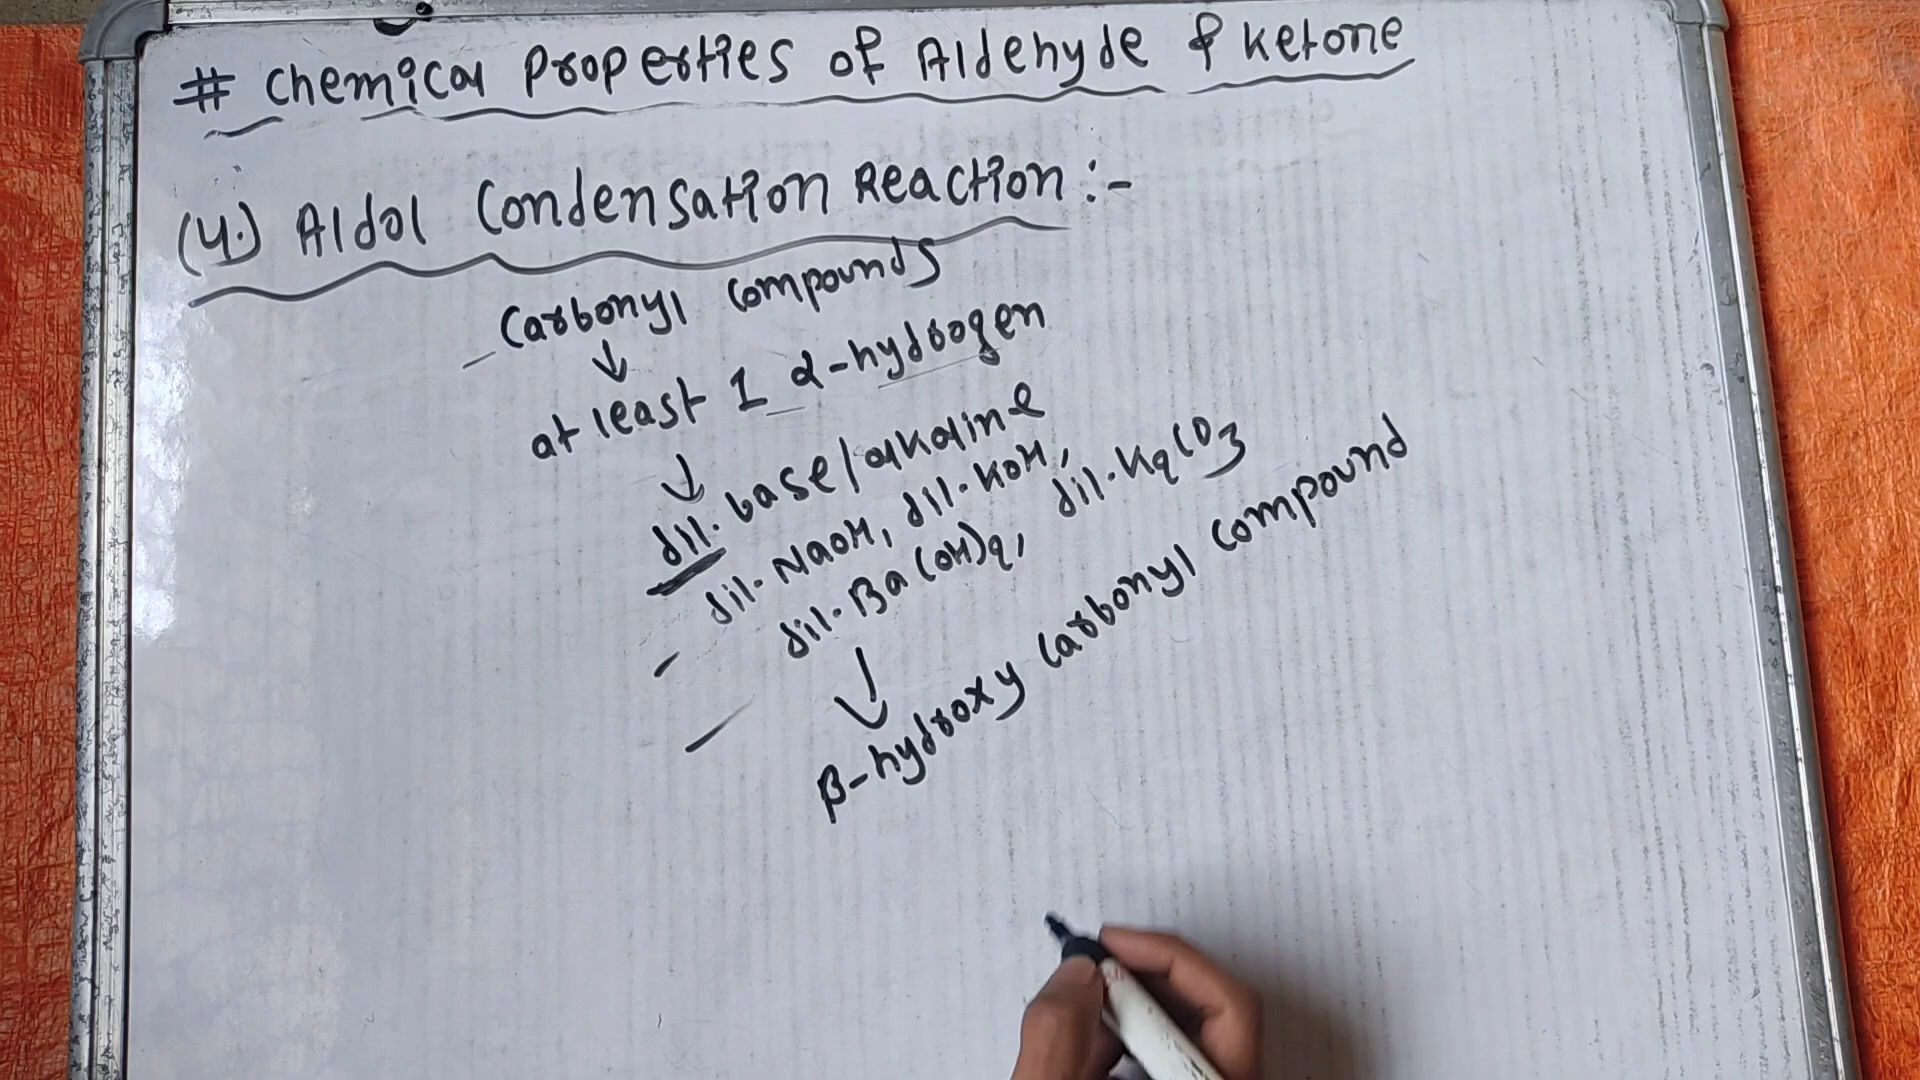 # Chemical Properties of Aldehyde & Ketone
(4.) Aldol Condensation Reaction :-
Carbonyl compounds
↓
at least 1 α-hydrogen
↓
dil. base/alkaline
dil. NaOH, dil. KOH,
dil. Ba(OH)2, dil. K2CO3
↓
β-hydroxy carbonyl compound